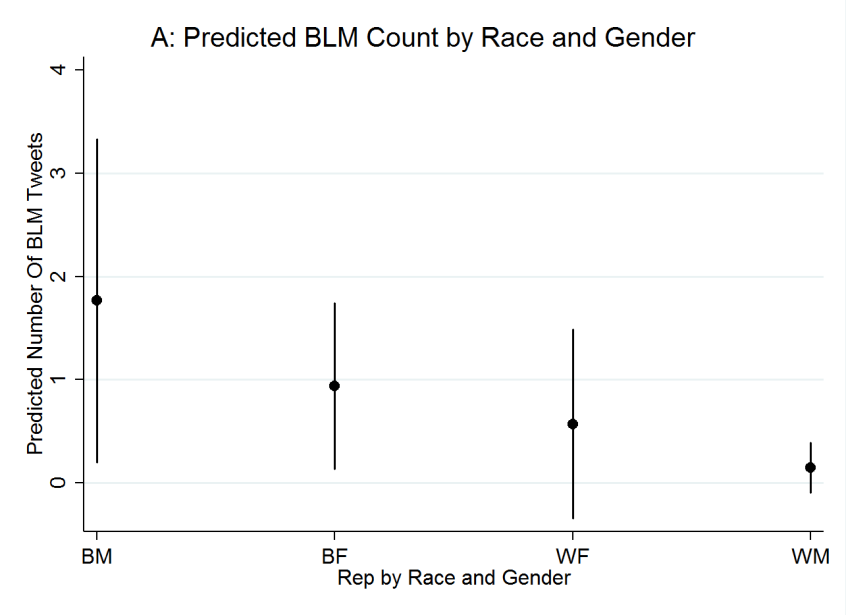 A: Predicted BLM Count by Race and Gender
Predicted Number Of BLM Tweets
4
3
2
1
0
BM BF WF WM
Rep by Race and Gender